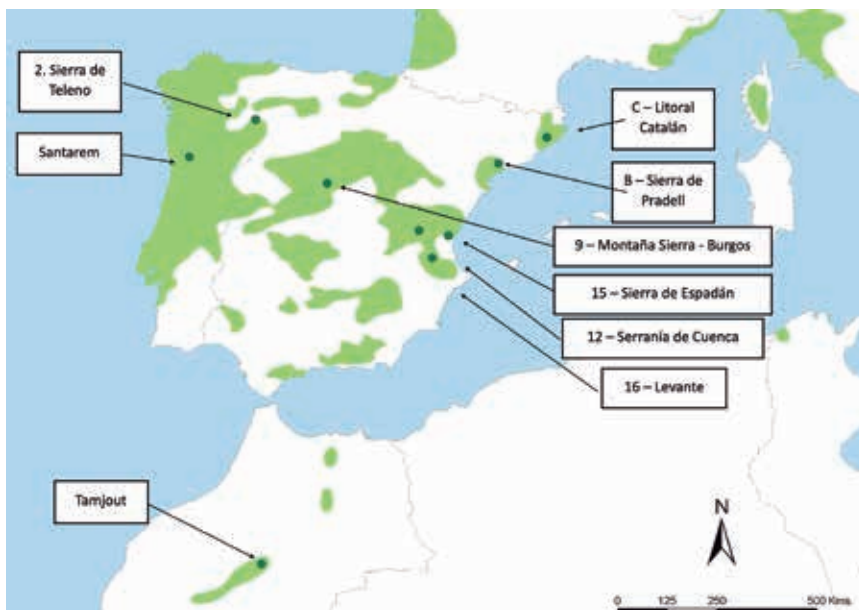 2. Sierra de
Teleno
Santarem
C – Litoral
Catalán
B – Sierra de
Pradell
9 – Montaña Sierra - Burgos
15 – Sierra de Espadán
12 – Serranía de Cuenca
16 – Levante
Tamjout
N
0 125 250 500 Kms